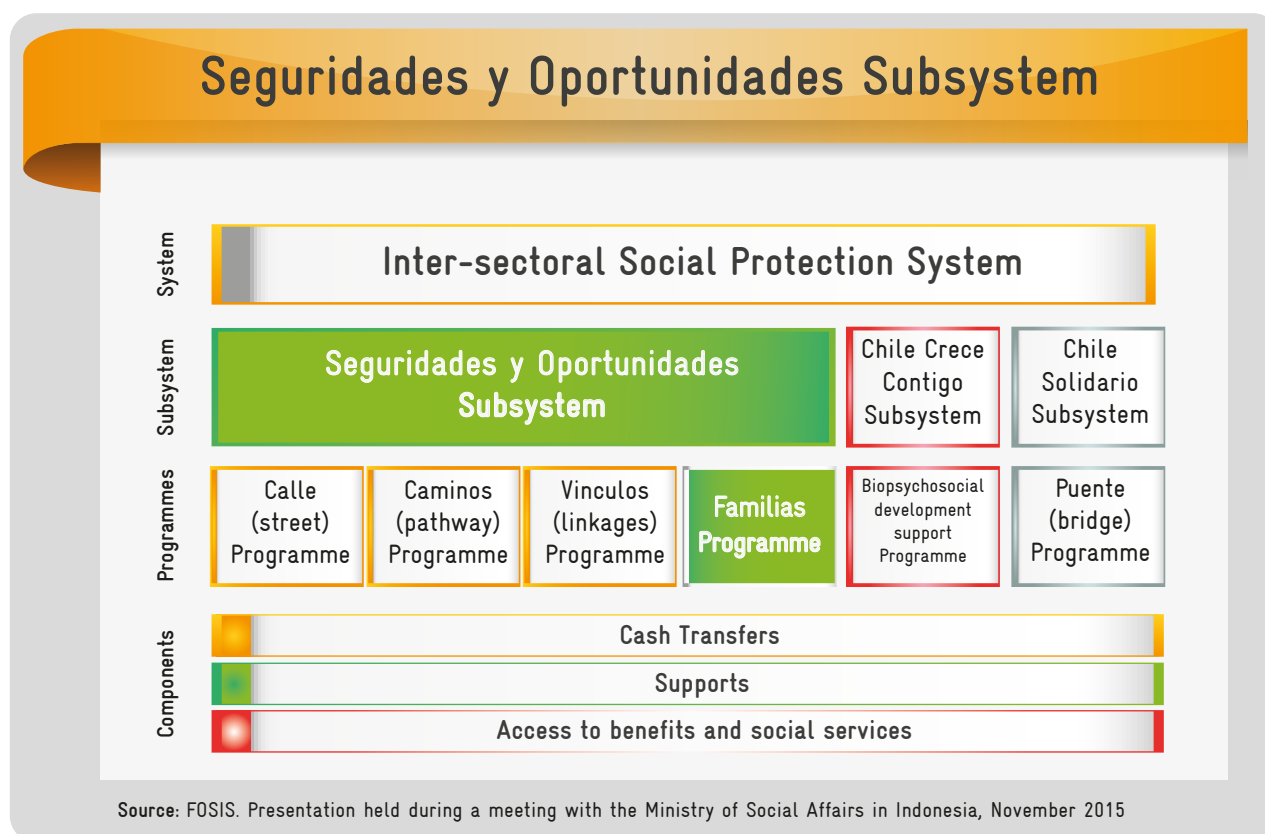 Seguridades y Oportunidades Subsystem
System
Inter-sectoral Social Protection System
Subsystem
Seguridades y Oportunidades
Subsystem
Chile Crece
Contigo
Subsystem
Chile
Solidario
Subsystem
Programmes
Calle
(street)
Programme
Caminos
(pathway)
Programme
Vinculos
(linkages)
Programme
Familias
Programme
Biopsychosocial
development
support
Programme
Puente
(bridge)
Programme
Components
Cash Transfers
Supports
Access to benefits and social services
Source: FOSIS. Presentation held during a meeting with the Ministry of Social Affairs in Indonesia, November 2015